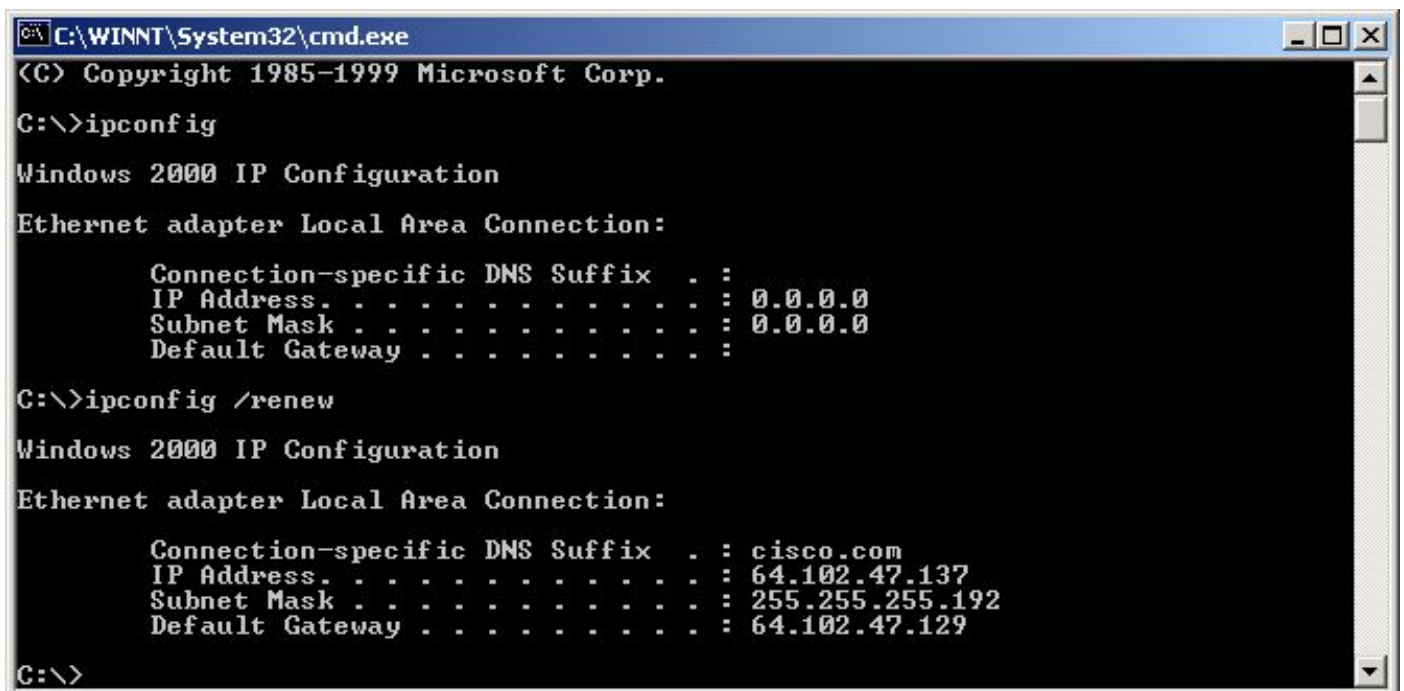 C:\WINNT\System32\cmd.exe
(C) Copyright 1985-1999 Microsoft Corp.
C:\>ipconfig
Windows 2000 IP Configuration
Ethernet adapter Local Area Connection:
Connection-specific DNS Suffix . :
IP Address. . . . . . . . . . . . : 0.0.0.0
Subnet Mask . . . . . . . . . . . : 0.0.0.0
Default Gateway . . . . . . . . . :
C:\>ipconfig /renew
Windows 2000 IP Configuration
Ethernet adapter Local Area Connection:
Connection-specific DNS Suffix . : cisco.com
IP Address. . . . . . . . . . . . : 64.102.47.137
Subnet Mask . . . . . . . . . . . : 255.255.255.192
Default Gateway . . . . . . . . . : 64.102.47.129
C:\>